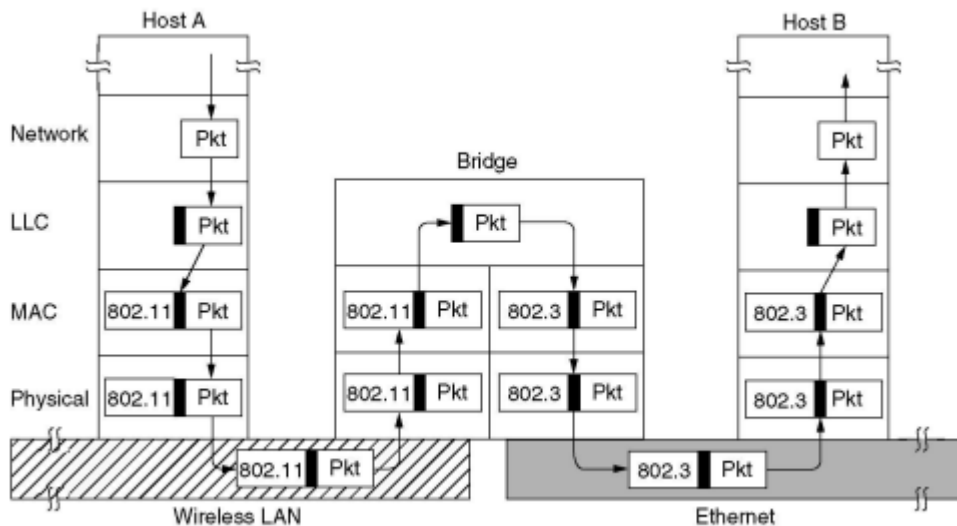 Host A
Host B
Network
Pkt
Pkt
Bridge
LLC
Pkt
Pkt
Pkt
MAC
802.11 Pkt
802.11 Pkt
802.3 Pkt
802.3 Pkt
Physical
802.11 Pkt
802.11 Pkt
802.3 Pkt
802.3 Pkt
802.11 Pkt
802.3 Pkt
Wireless LAN
Ethernet